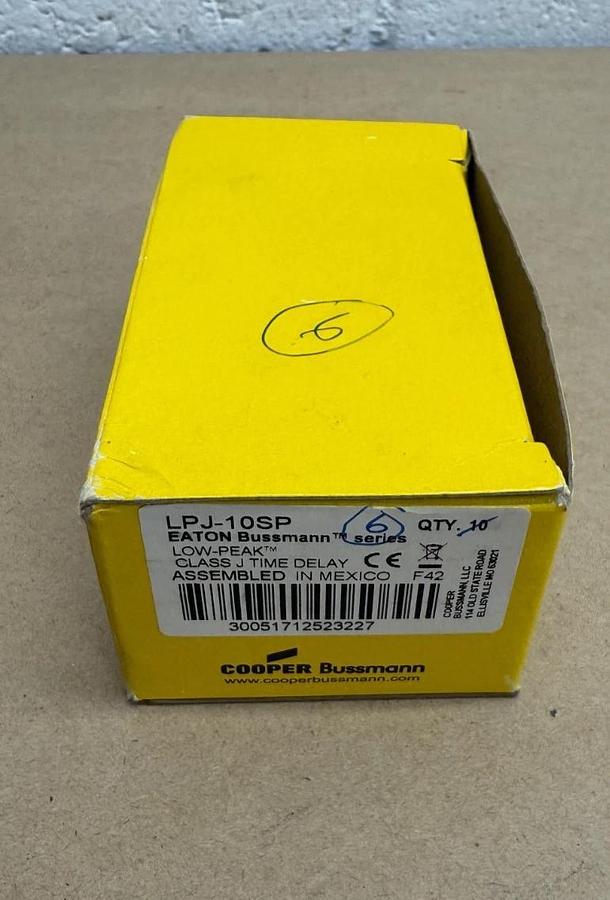 6
LPJ-10SP 6 QTY. 10
EATON Bussmann™ series
LOW-PEAK™
CLASS J TIME DELAY CE
ASSEMBLED IN MEXICO F42
30051712523227
COOPER
BUSSMANN, LLC
114 OLD STATE ROAD
ELLISVILLE MO 63021
COOPER Bussmann
www.cooperbussmann.com